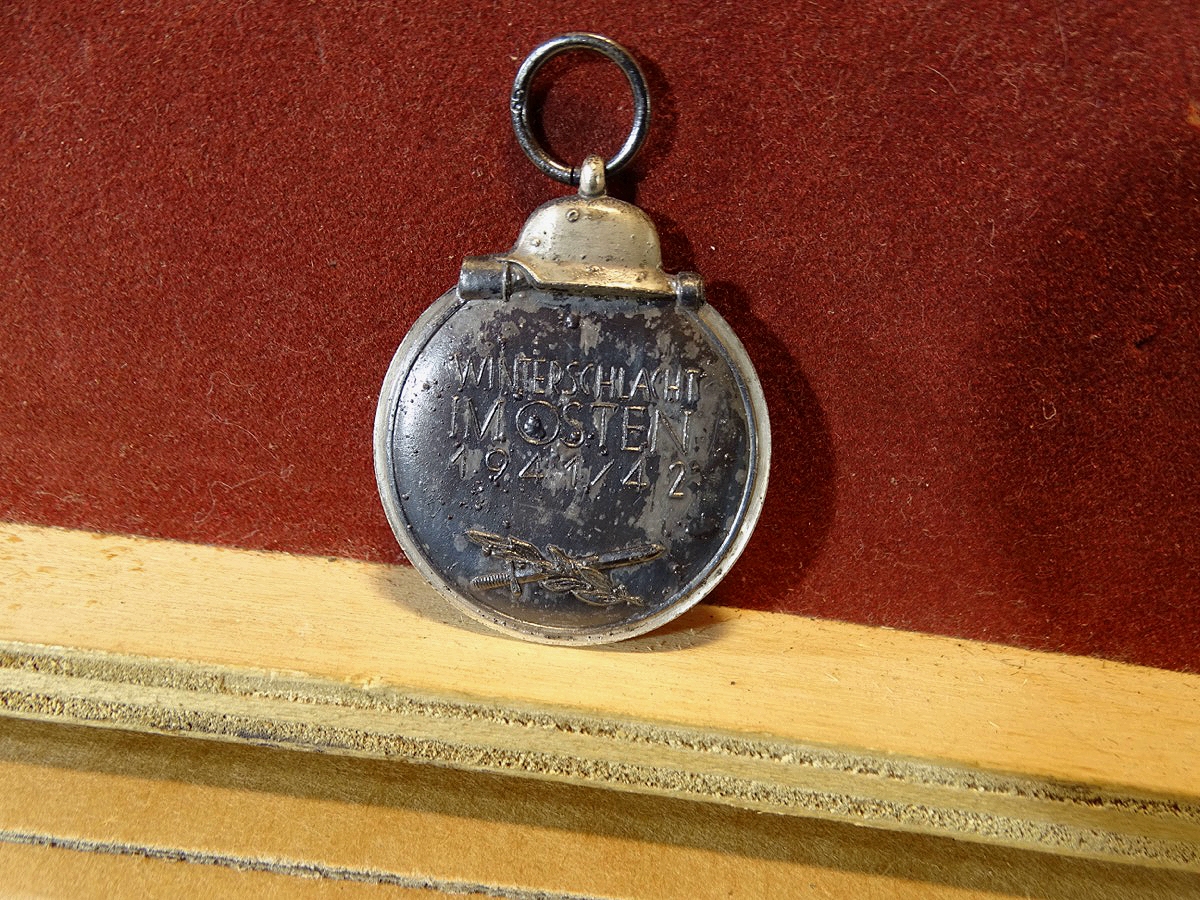 WINTERSCHLACHT
IM OSTEN
1941/42